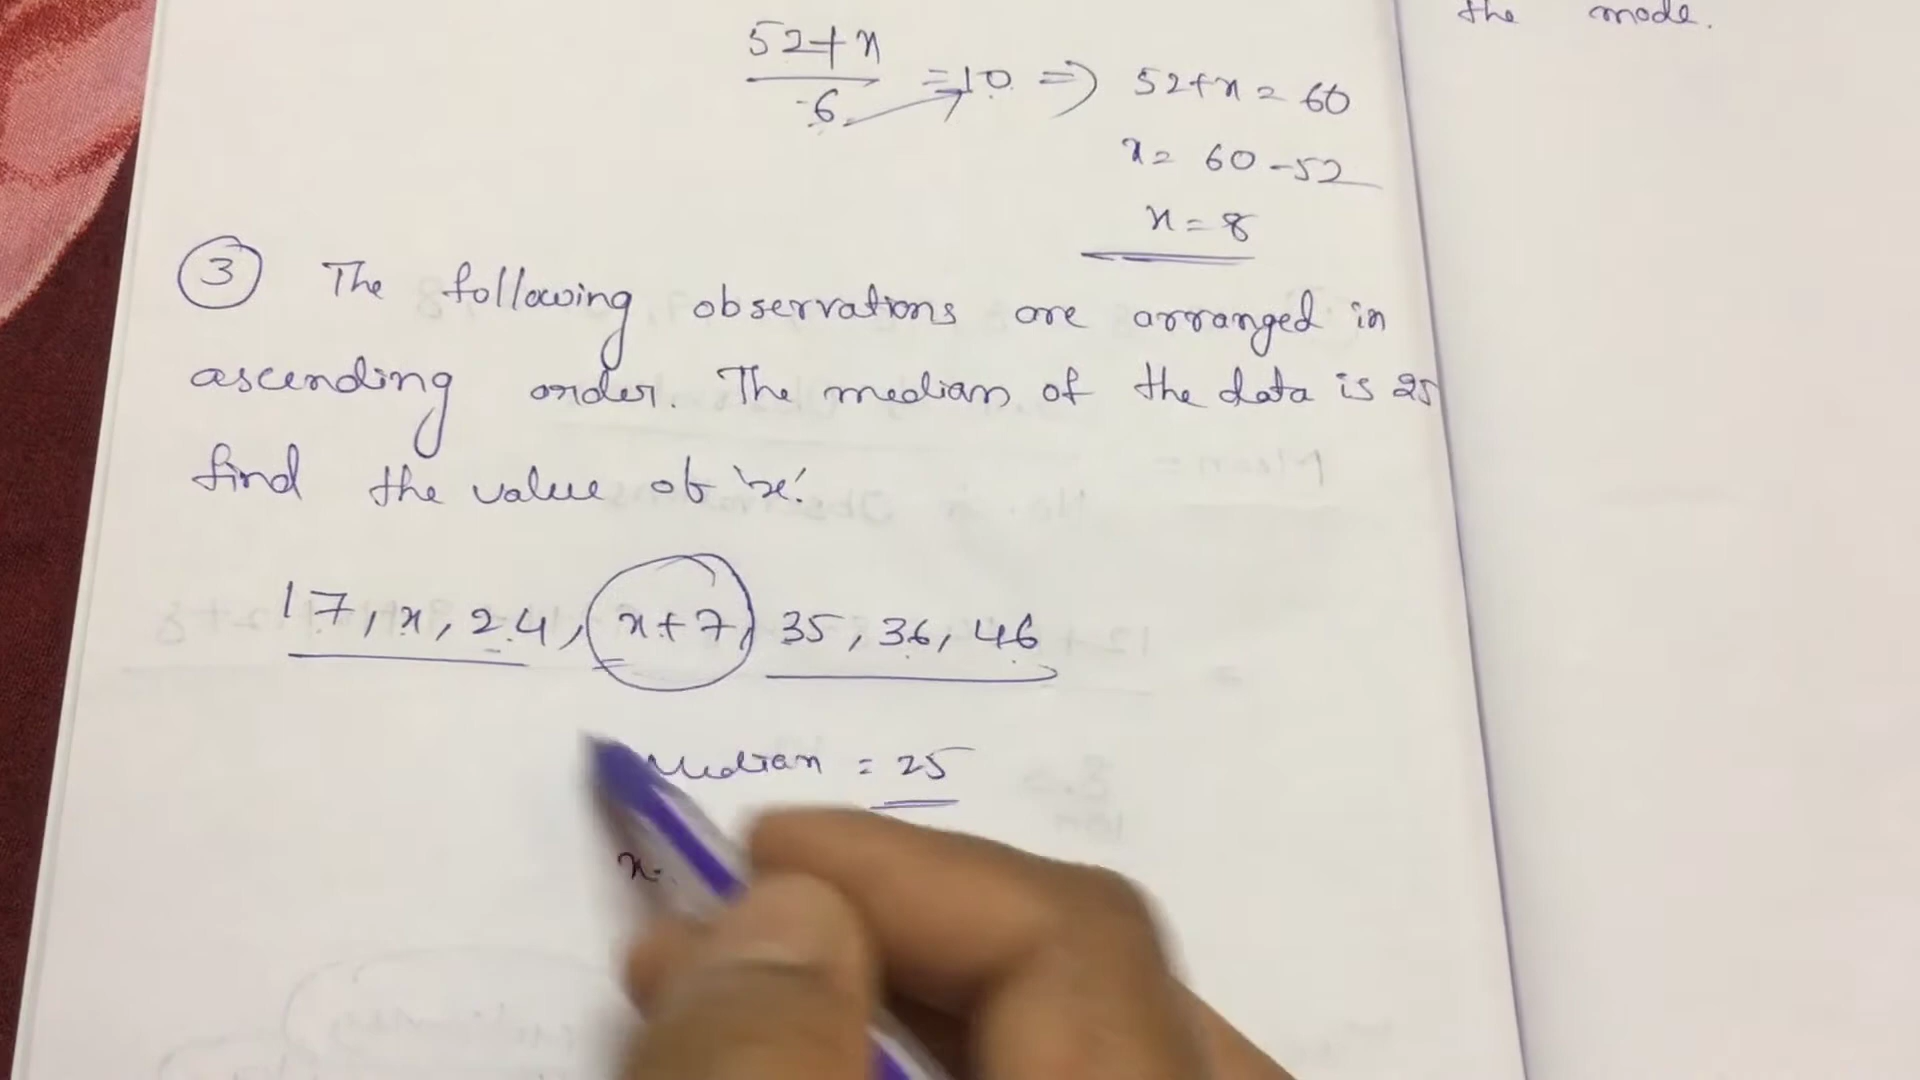 the mode.
52+x
6
=10 => 52+x = 60
x = 60 - 52
x = 8
3 The following observations are arranged in
ascending order. The median of the data is 25
find the value of 'x'.
17, x, 24, x+7, 35, 36, 46
Median = 25
x